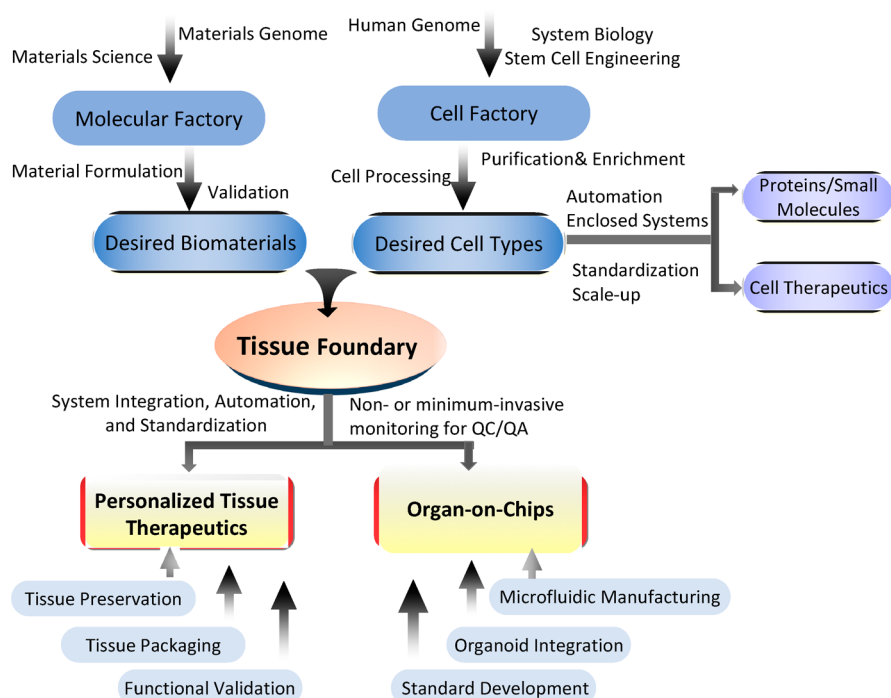 Materials Genome
Materials Science
Human Genome
System Biology
Stem Cell Engineering
Molecular Factory
Cell Factory
Material Formulation
Validation
Cell Processing
Purification& Enrichment
Automation
Enclosed Systems
Proteins/Small
Molecules
Desired Biomaterials
Desired Cell Types
Standardization
Scale-up
Cell Therapeutics
Tissue Foundary
System Integration, Automation,
and Standardization
Non- or minimum-invasive
monitoring for QC/QA
Personalized Tissue
Therapeutics
Organ-on-Chips
Tissue Preservation
Tissue Packaging
Functional Validation
Microfluidic Manufacturing
Organoid Integration
Standard Development